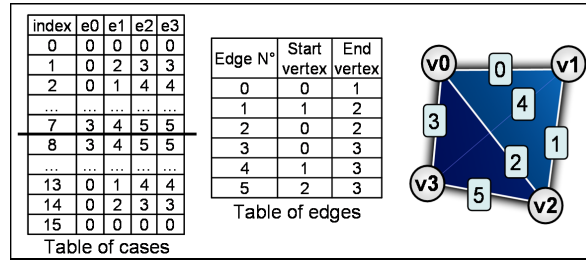 index e0 e1 e2 e3
0 0 0 0 0
1 0 2 3 3
2 0 1 4 4
... ... ... ... ...
7 3 4 5 5
8 3 4 5 5
... ... ... ... ...
13 0 1 4 4
14 0 2 3 3
15 0 0 0 0
Table of cases
Edge N° Start vertex End vertex
0 0 1
1 1 2
2 0 2
3 0 3
4 1 3
5 2 3
Table of edges
v0 0 v1
4
3 1
2
v3 5 v2